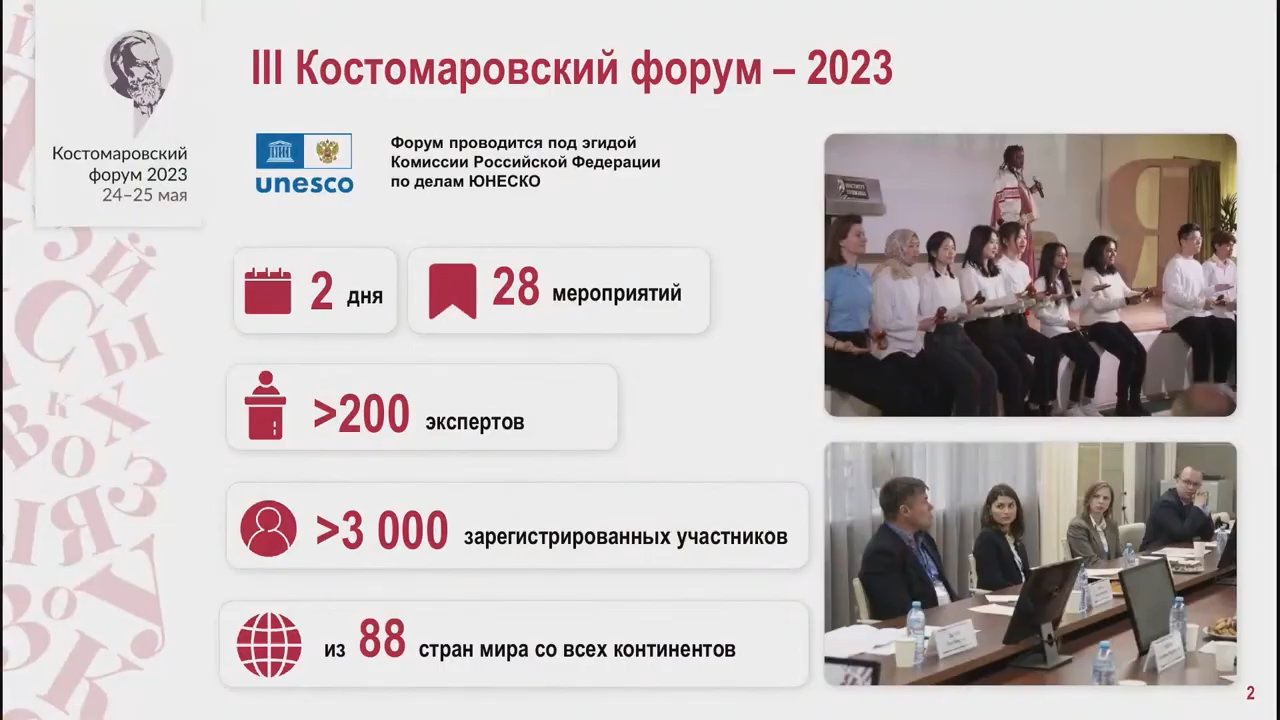 Костомаровский
форум 2023
24–25 мая
III Костомаровский форум – 2023
unesco
Форум проводится под эгидой
Комиссии Российской Федерации
по делам ЮНЕСКО
2 дня
28 мероприятий
>200 экспертов
>3 000 зарегистрированных участников
из 88 стран мира со всех континентов
ИНСТИТУТ
ПУШКИНА
Я
2